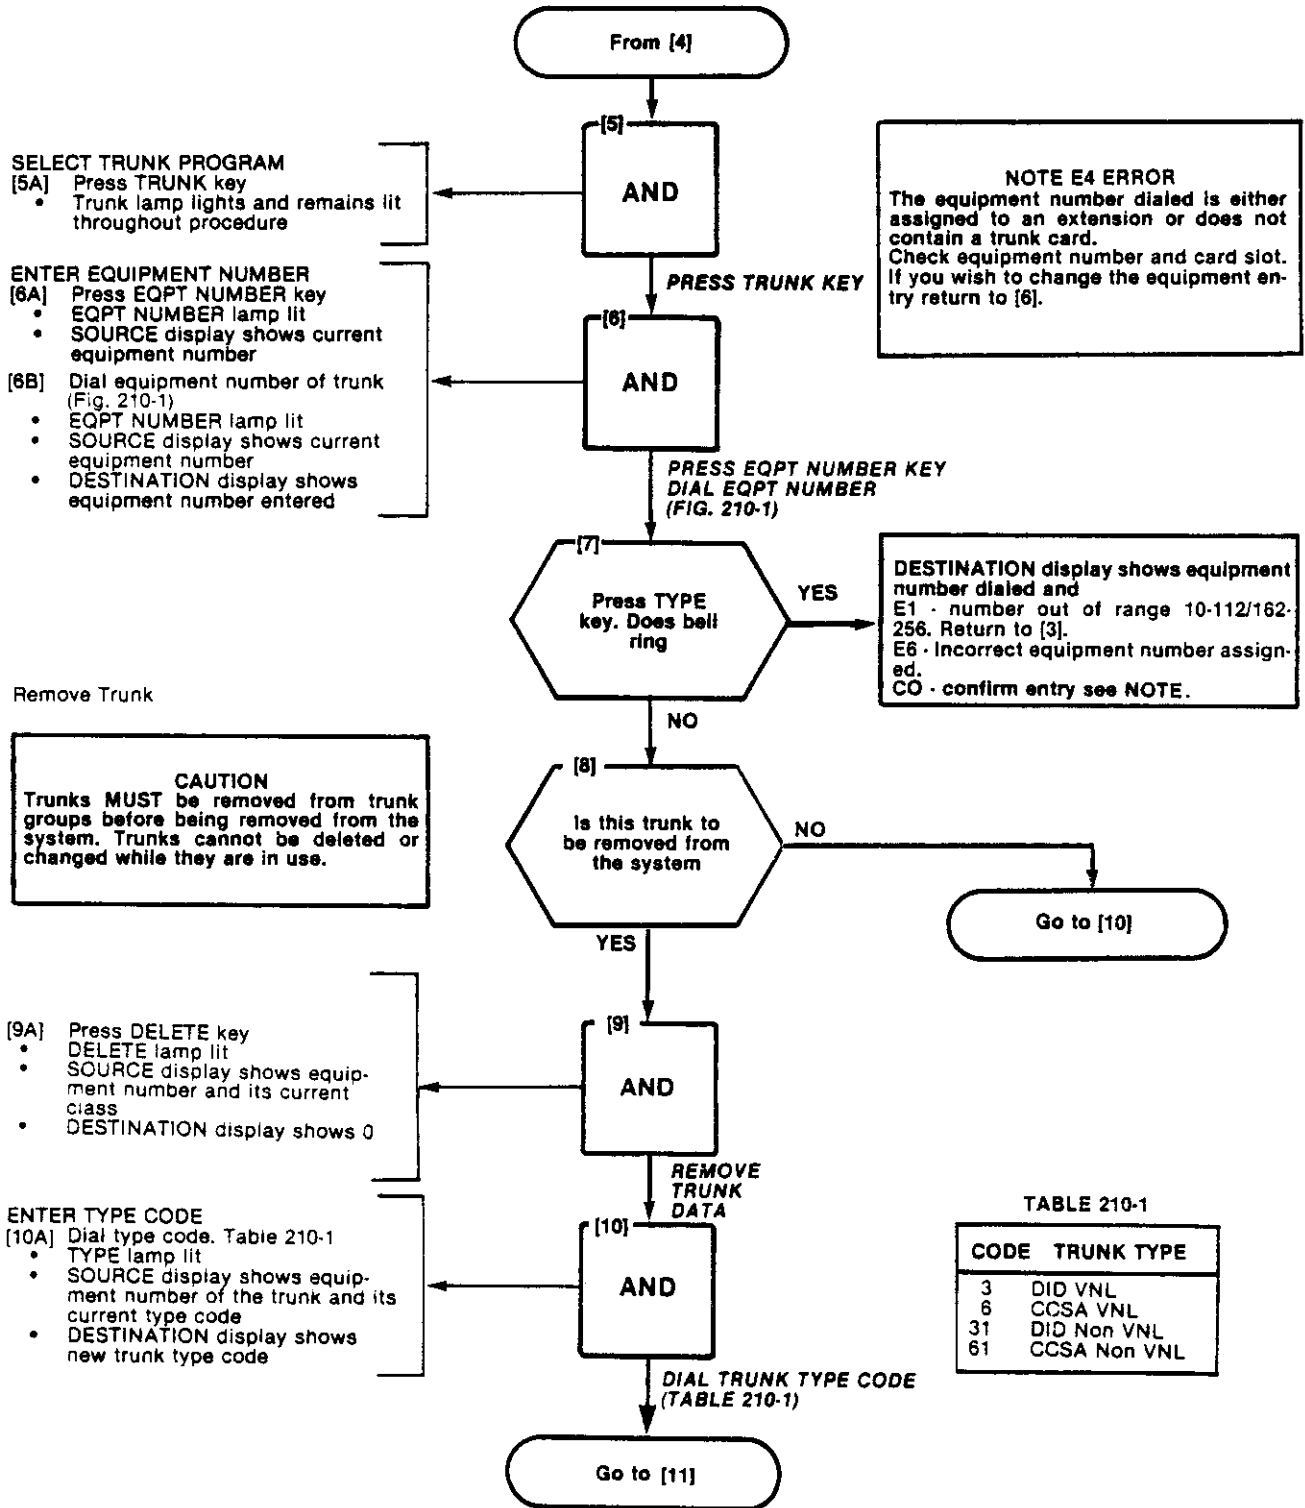 From [4]
[5]
AND
SELECT TRUNK PROGRAM
[5A] Press TRUNK key
• Trunk lamp lights and remains lit
throughout procedure
NOTE E4 ERROR
The equipment number dialed is either
assigned to an extension or does not
contain a trunk card.
Check equipment number and card slot.
If you wish to change the equipment en-
try return to [6].
PRESS TRUNK KEY
ENTER EQUIPMENT NUMBER
[6A] Press EQPT NUMBER key
• EQPT NUMBER lamp lit
• SOURCE display shows current
equipment number
[6B] Dial equipment number of trunk
(Fig. 210-1)
• EQPT NUMBER lamp lit
• SOURCE display shows current
equipment number
• DESTINATION display shows
equipment number entered
[6]
AND
PRESS EQPT NUMBER KEY
DIAL EQPT NUMBER
(FIG. 210-1)
[7]
Press TYPE
key. Does bell
ring
YES
DESTINATION display shows equipment
number dialed and
E1 - number out of range 10-112/162-
256. Return to [3].
E6 - Incorrect equipment number assign-
ed.
CO - confirm entry see NOTE.
NO
Remove Trunk
CAUTION
Trunks MUST be removed from trunk
groups before being removed from the
system. Trunks cannot be deleted or
changed while they are in use.
[8]
Is this trunk to
be removed from
the system
NO
Go to [10]
YES
[9A] Press DELETE key
• DELETE lamp lit
• SOURCE display shows equip-
ment number and its current
class
• DESTINATION display shows 0
[9]
AND
REMOVE
TRUNK
DATA
ENTER TYPE CODE
[10A] Dial type code. Table 210-1
• TYPE lamp lit
• SOURCE display shows equip-
ment number of the trunk and its
current type code
• DESTINATION display shows
new trunk type code
[10]
AND
TABLE 210-1
CODE TRUNK TYPE
3 DID VNL
6 CCSA VNL
31 DID Non VNL
61 CCSA Non VNL
DIAL TRUNK TYPE CODE
(TABLE 210-1)
Go to [11]